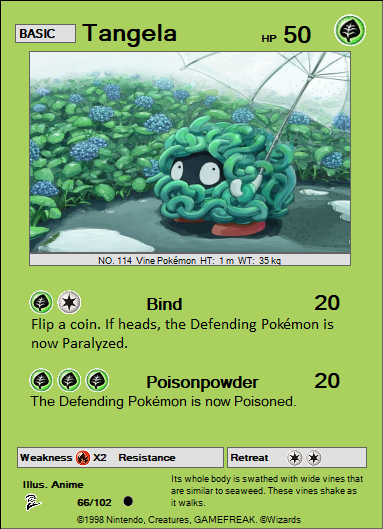 BASIC Tangela HP 50
NO. 114 Vine Pokémon HT: 1 m WT: 35 kg
Bind 20
Flip a coin. If heads, the Defending Pokémon is
now Paralyzed.
Poisonpowder 20
The Defending Pokémon is now Poisoned.
Weakness X2 Resistance Retreat
Illus. Anime
66/102
Its whole body is swathed with wide vines that
are similar to seaweed. These vines shake as
it walks.
©1998 Nintendo, Creatures, GAMEFREAK. ©Wizards